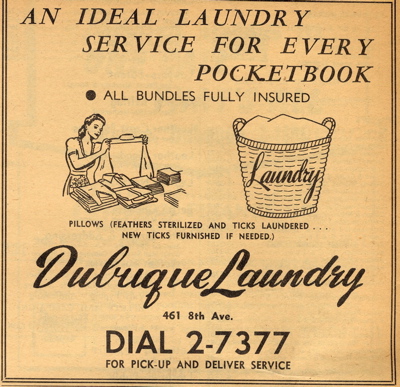 AN IDEAL LAUNDRY
SERVICE FOR EVERY
POCKETBOOK
● ALL BUNDLES FULLY INSURED
Laundry
PILLOWS (FEATHERS STERILIZED AND TICKS LAUNDERED . . .
NEW TICKS FURNISHED IF NEEDED.)
Dubuque Laundry
461 8th Ave.
DIAL 2-7377
FOR PICK-UP AND DELIVER SERVICE